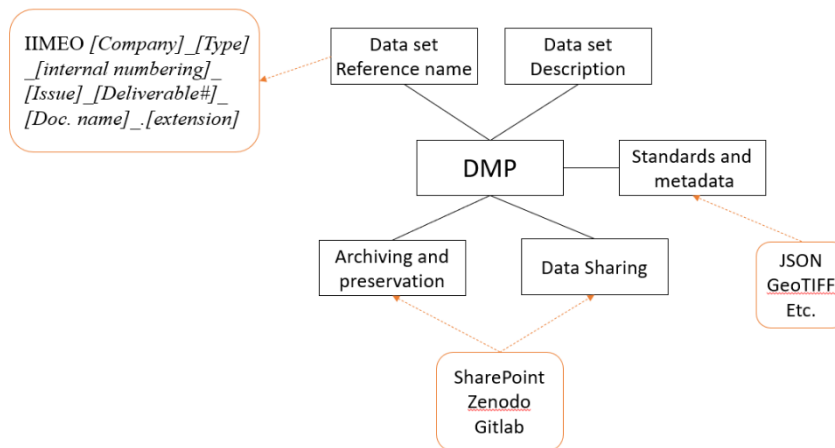 IIMEO [Company]_[Type]
_[internal numbering]_
[Issue]_[Deliverable#]_
[Doc. name]_.[extension]
Data set
Reference name
Data set
Description
DMP
Standards and
metadata
Archiving and
preservation
Data Sharing
JSON
GeoTIFF
Etc.
SharePoint
Zenodo
Gitlab